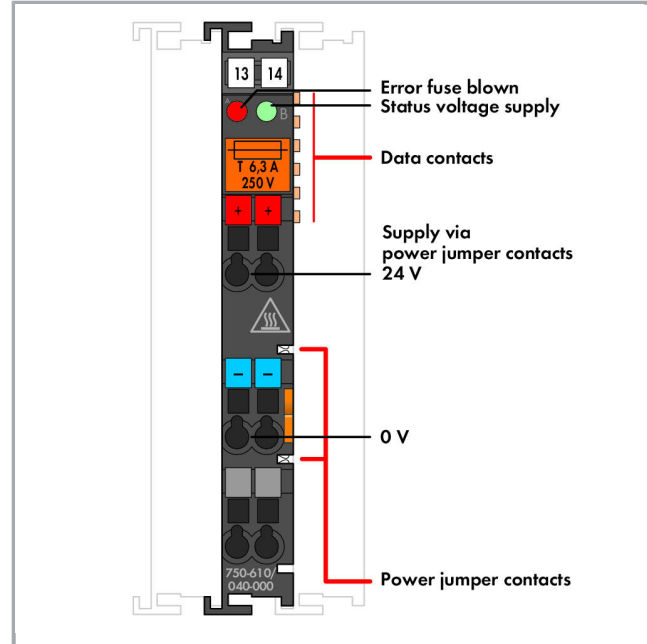 13 14
A
B
Error fuse blown
Status voltage supply
T 6,3 A
250 V
Data contacts
+ +
Supply via
power jumper contacts
24 V
− −
0 V
750-610/
040-000
Power jumper contacts